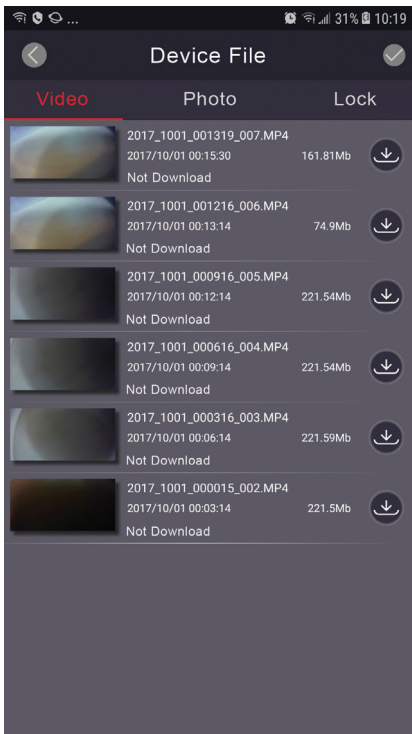 ... 31% 10:19
Device File
Video Photo Lock
2017_1001_001319_007.MP4
2017/10/01 00:15:30 161.81Mb
Not Download
2017_1001_001216_006.MP4
2017/10/01 00:13:14 74.9Mb
Not Download
2017_1001_000916_005.MP4
2017/10/01 00:12:14 221.54Mb
Not Download
2017_1001_000616_004.MP4
2017/10/01 00:09:14 221.54Mb
Not Download
2017_1001_000316_003.MP4
2017/10/01 00:06:14 221.59Mb
Not Download
2017_1001_000015_002.MP4
2017/10/01 00:03:14 221.5Mb
Not Download